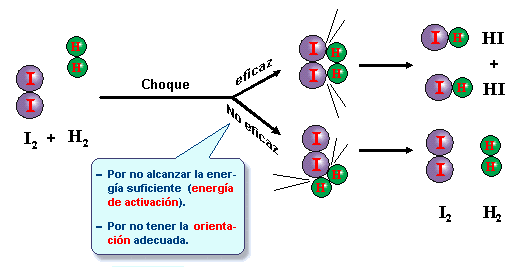 H
H
I
I
I₂ + H₂
Choque
eficaz
No eficaz
I H
I H
I
I
H H
I H HI
+
I H HI
I
I
H
H
I₂ H₂
– Por no alcanzar la ener-
gía suficiente (energía
de activación).
– Por no tener la orienta-
ción adecuada.